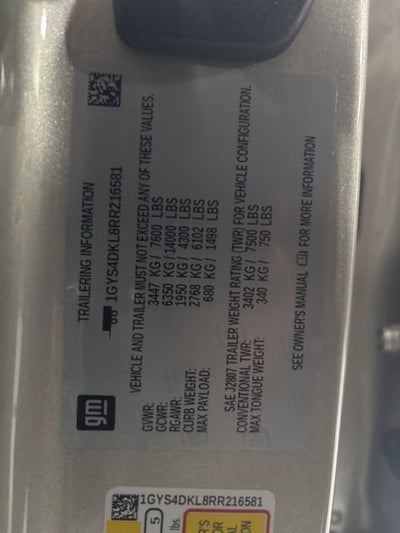 gm
TRAILERING INFORMATION
1GYS4DKL8RR216581
VEHICLE AND TRAILER MUST NOT EXCEED ANY OF THESE VALUES.
GVWR: 3447 KG/ 7600 LBS
GCWR: 6350 KG/14000 LBS
RGAWR: 1950 KG/ 4300 LBS
CURB WEIGHT: 2768 KG/ 6102 LBS
MAX PAYLOAD: 680 KG/ 1498 LBS
SAE J2807 TRAILER WEIGHT RATING (TWR) FOR VEHICLE CONFIGURATION.
CONVENTIONAL TWR: 3402 KG/ 7500 LBS
MAX TONGUE WEIGHT: 340 KG/ 750 LBS
SEE OWNER'S MANUAL FOR MORE INFORMATION
1GYS4DKL8RR216581
5
lbs